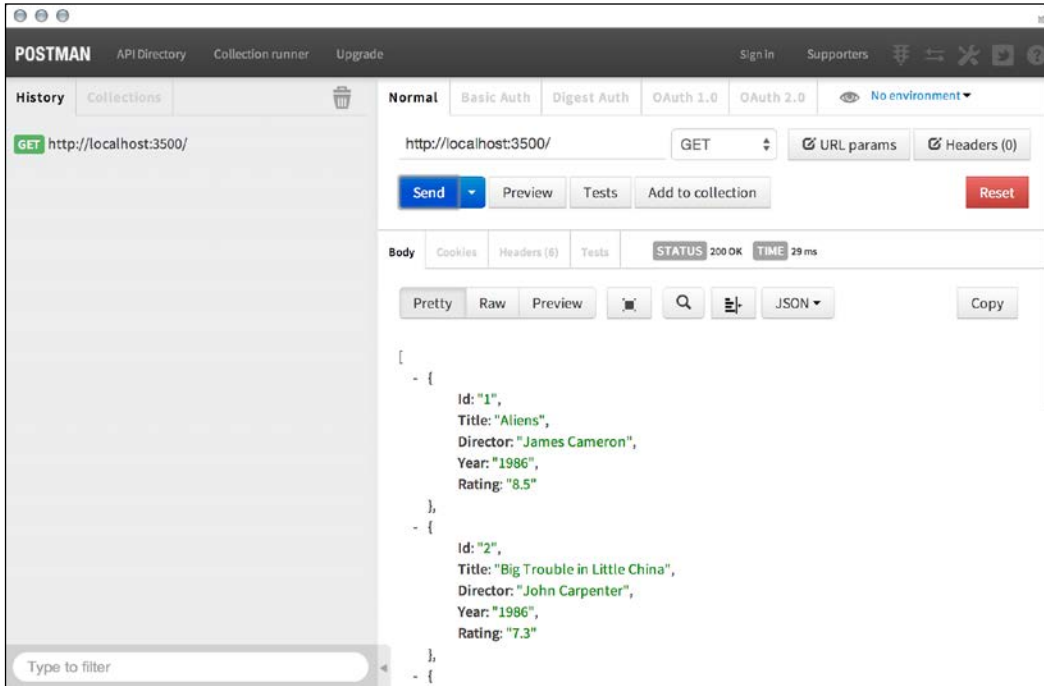 POSTMAN API Directory Collection runner Upgrade Sign in Supporters
History Collections
GET http://localhost:3500/
Type to filter
Normal Basic Auth Digest Auth OAuth 1.0 OAuth 2.0 No environment
http://localhost:3500/ GET URL params Headers (0)
Send Preview Tests Add to collection Reset
Body Cookies Headers (6) Tests STATUS 200 OK TIME 29 ms
Pretty Raw Preview JSON Copy
[
- {
Id: "1",
Title: "Aliens",
Director: "James Cameron",
Year: "1986",
Rating: "8.5"
},
- {
Id: "2",
Title: "Big Trouble in Little China",
Director: "John Carpenter",
Year: "1986",
Rating: "7.3"
},
- {